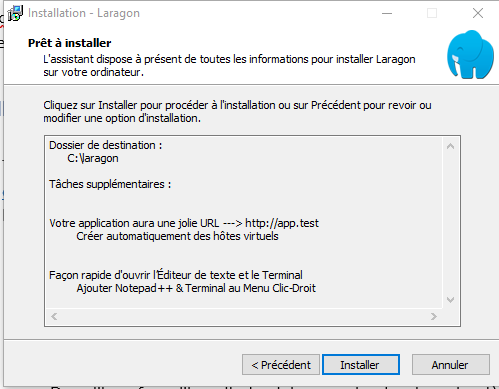 Installation - Laragon
Prêt à installer
L'assistant dispose à présent de toutes les informations pour installer Laragon
sur votre ordinateur.
Cliquez sur Installer pour procéder à l'installation ou sur Précédent pour revoir ou
modifier une option d'installation.
Dossier de destination :
C:\laragon
Tâches supplémentaires :
Votre application aura une jolie URL ---> http://app.test
Créer automatiquement des hôtes virtuels
Façon rapide d'ouvrir l'Éditeur de texte et le Terminal
Ajouter Notepad++ & Terminal au Menu Clic-Droit
< Précédent
Installer
Annuler